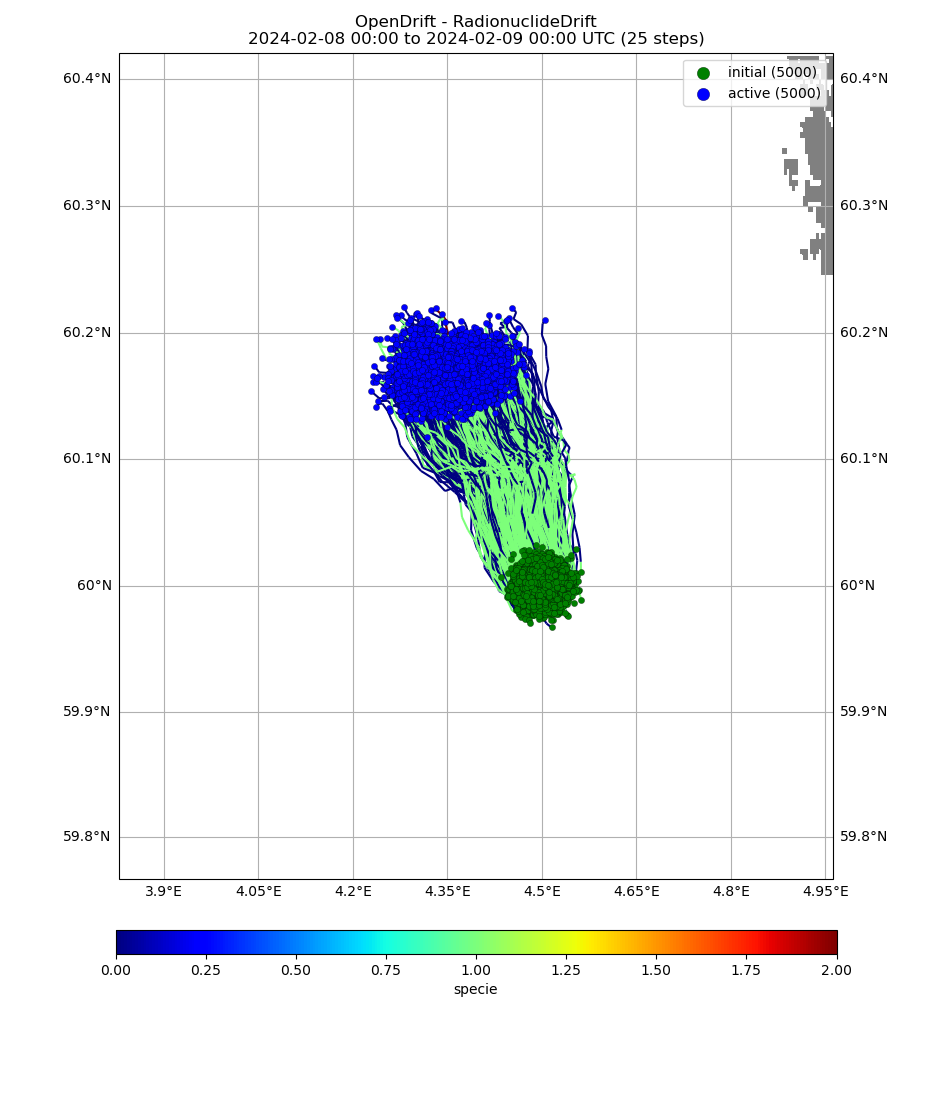 OpenDrift - RadionuclideDrift
2024-02-08 00:00 to 2024-02-09 00:00 UTC (25 steps)
initial (5000)
active (5000)
60.4°N
60.4°N
60.3°N
60.3°N
60.2°N
60.2°N
60.1°N
60.1°N
60°N
60°N
59.9°N
59.9°N
59.8°N
59.8°N
3.9°E 4.05°E 4.2°E 4.35°E 4.5°E 4.65°E 4.8°E 4.95°E
0.00 0.25 0.50 0.75 1.00 1.25 1.50 1.75 2.00
specie